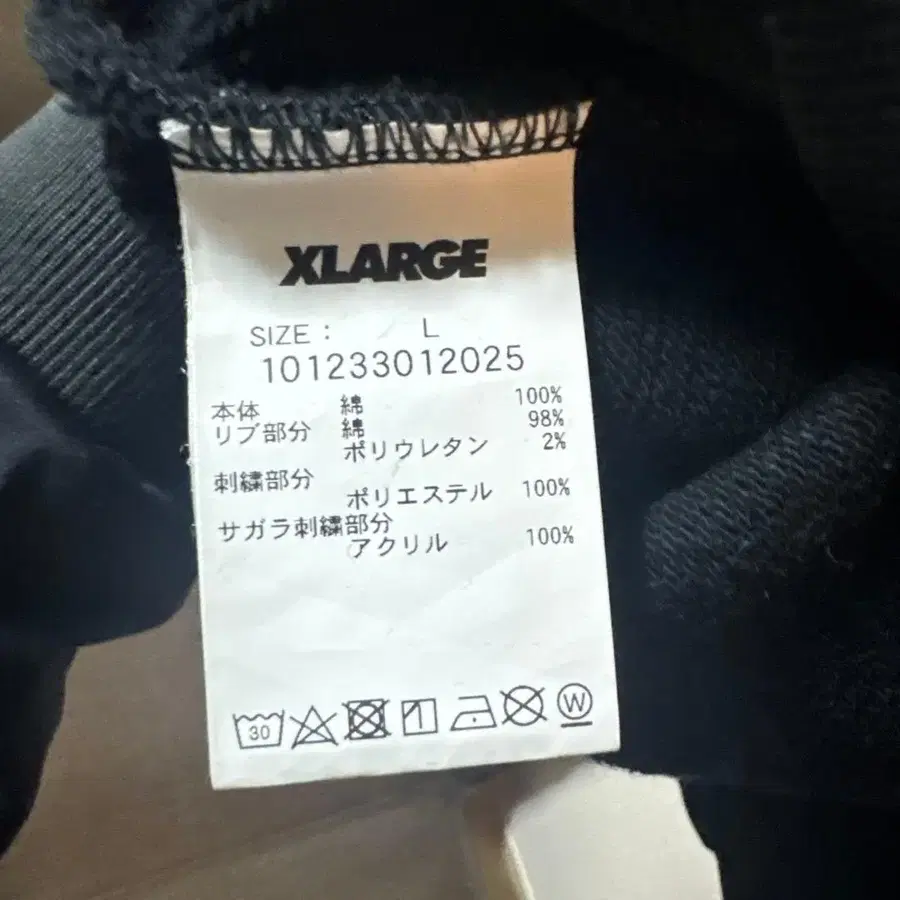 XLARGE
SIZE : L
101233012025
本体 綿 100%
リブ部分 綿 98%
ポリウレタン 2%
刺繍部分
ポリエステル 100%
サガラ刺繍部分
アクリル 100%
30 W